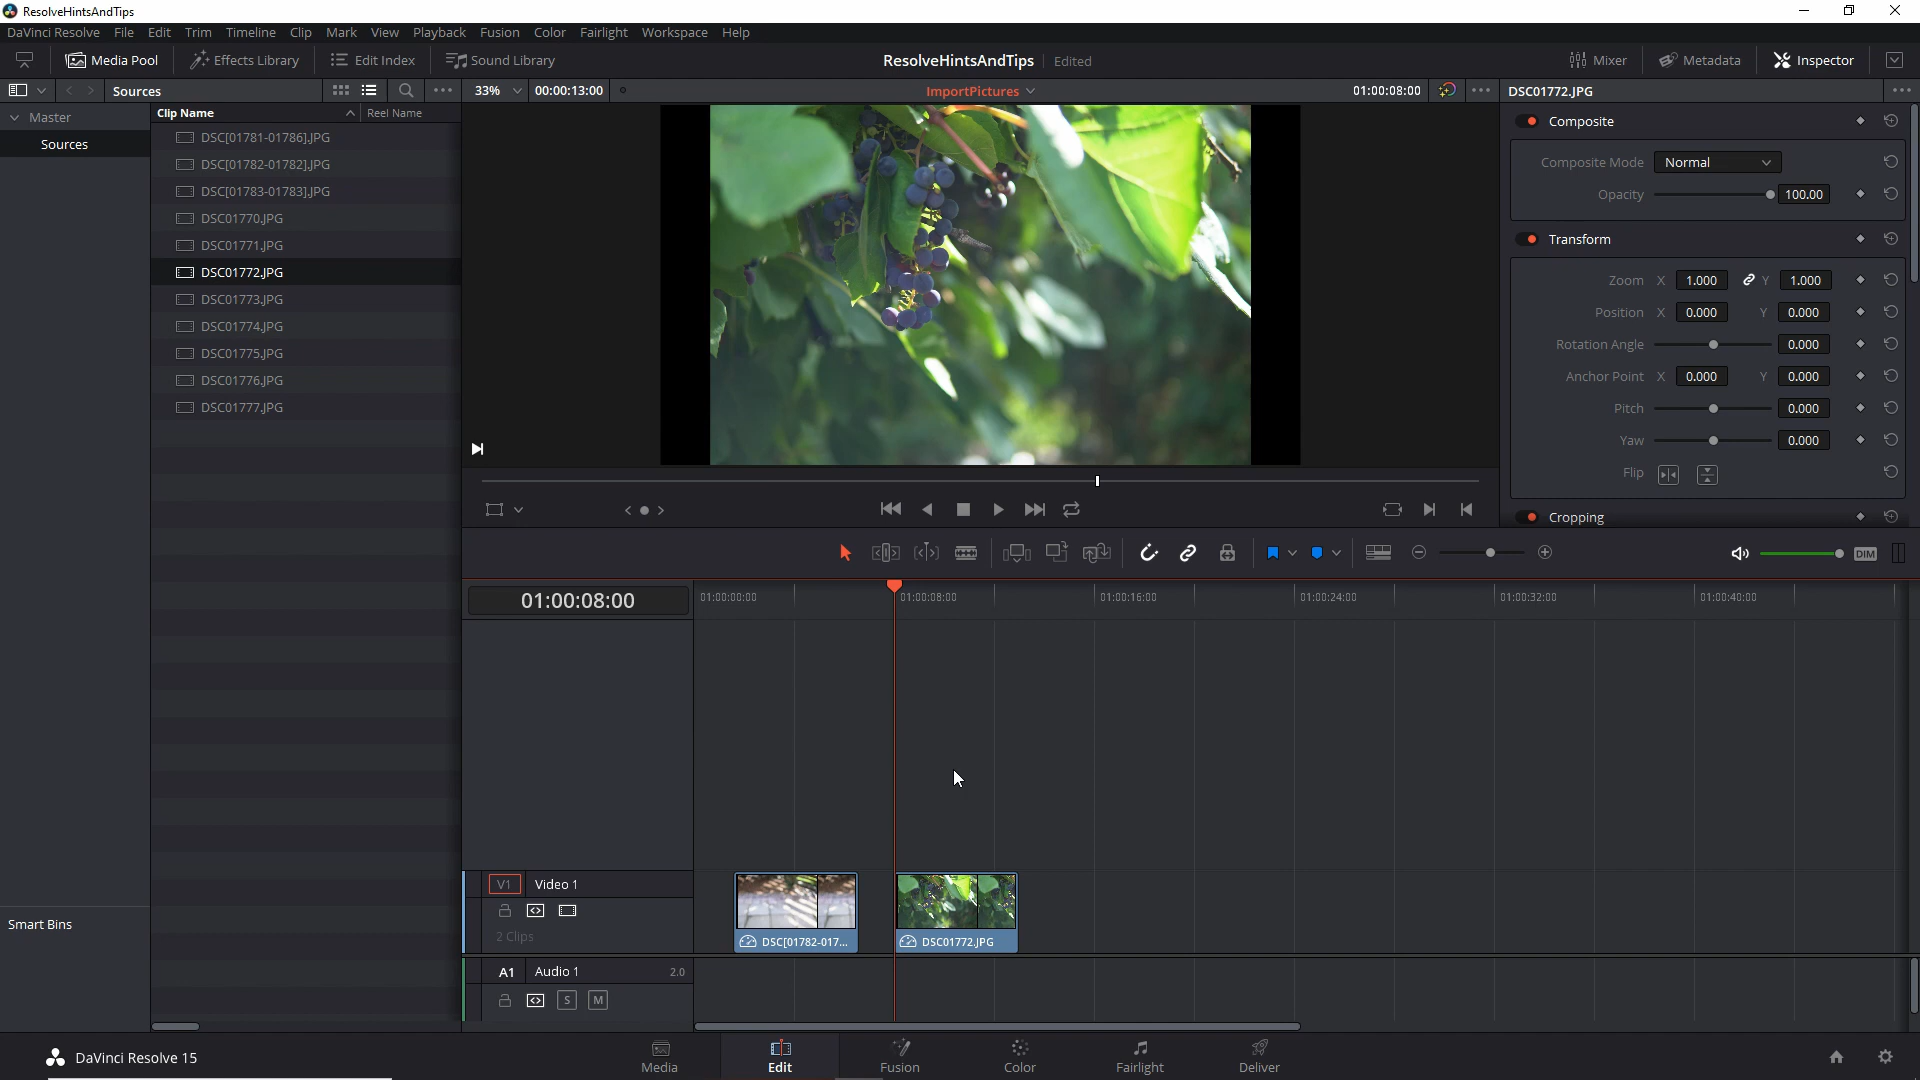 ResolveHintsAndTips
DaVinci Resolve File Edit Trim Timeline Clip Mark View Playback Fusion Color Fairlight Workspace Help
Media Pool Effects Library Edit Index Sound Library ResolveHintsAndTips Edited Mixer Metadata Inspector
Sources 33% 00:00:13:00 ImportPictures 01:00:08:00 DSC01772.JPG
Master
Sources
Smart Bins
Clip Name Reel Name
DSC[01781-01786].JPG
DSC[01782-01782].JPG
DSC[01783-01783].JPG
DSC01770.JPG
DSC01771.JPG
DSC01772.JPG
DSC01773.JPG
DSC01774.JPG
DSC01775.JPG
DSC01776.JPG
DSC01777.JPG
Composite
Composite Mode Normal
Opacity 100.00
Transform
Zoom X 1.000 Y 1.000
Position X 0.000 Y 0.000
Rotation Angle 0.000
Anchor Point X 0.000 Y 0.000
Pitch 0.000
Yaw 0.000
Flip
Cropping
DIM
01:00:08:00 01:00:00:00 01:00:08:00 01:00:16:00 01:00:24:00 01:00:32:00 01:00:40:00
V1 Video 1
2 Clips
DSC[01782-017... DSC01772.JPG
A1 Audio 1 2.0
S M
DaVinci Resolve 15 Media Edit Fusion Color Fairlight Deliver